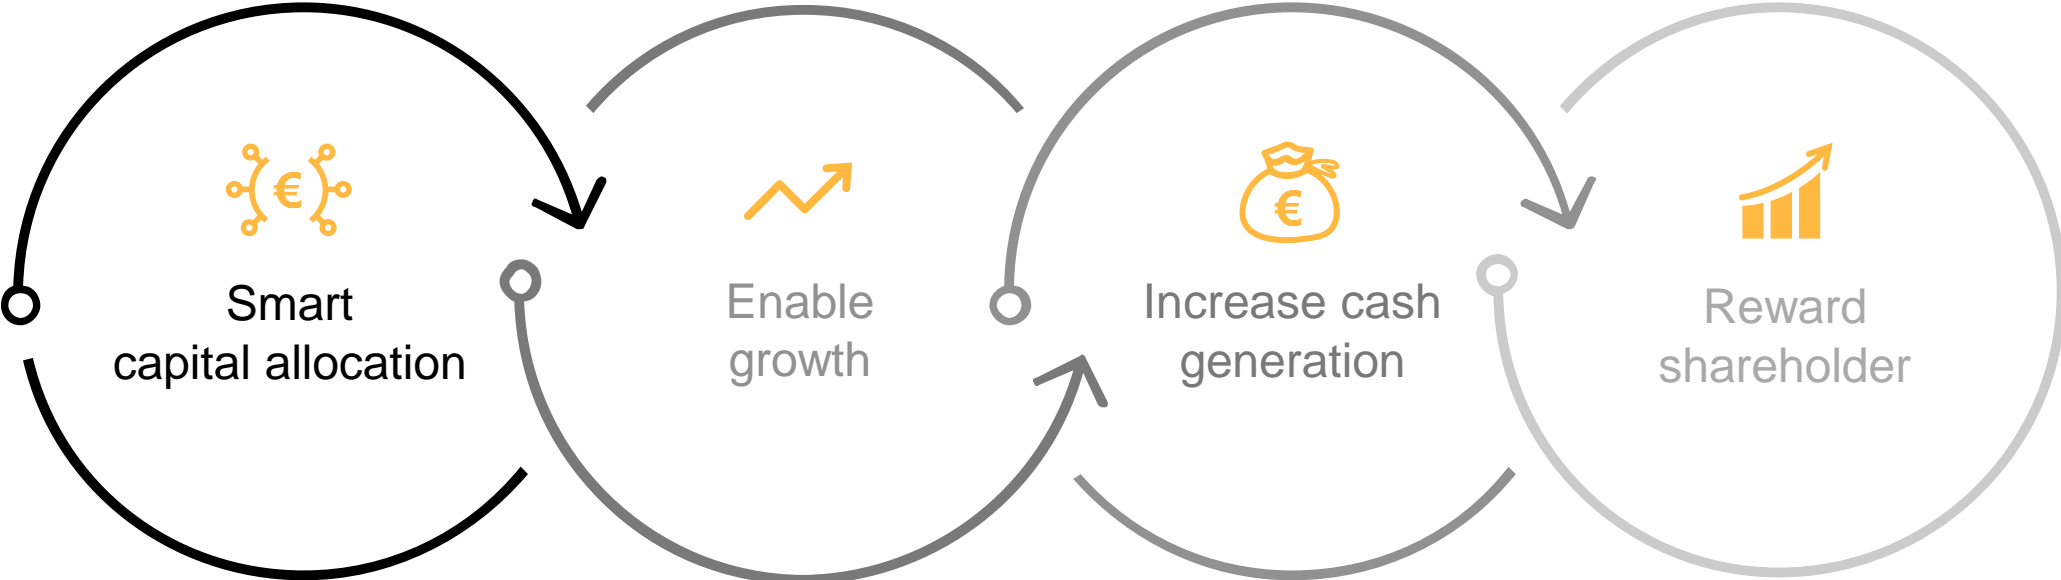 €
€
Smart
capital allocation
Enable
growth
Increase cash
generation
Reward
shareholder